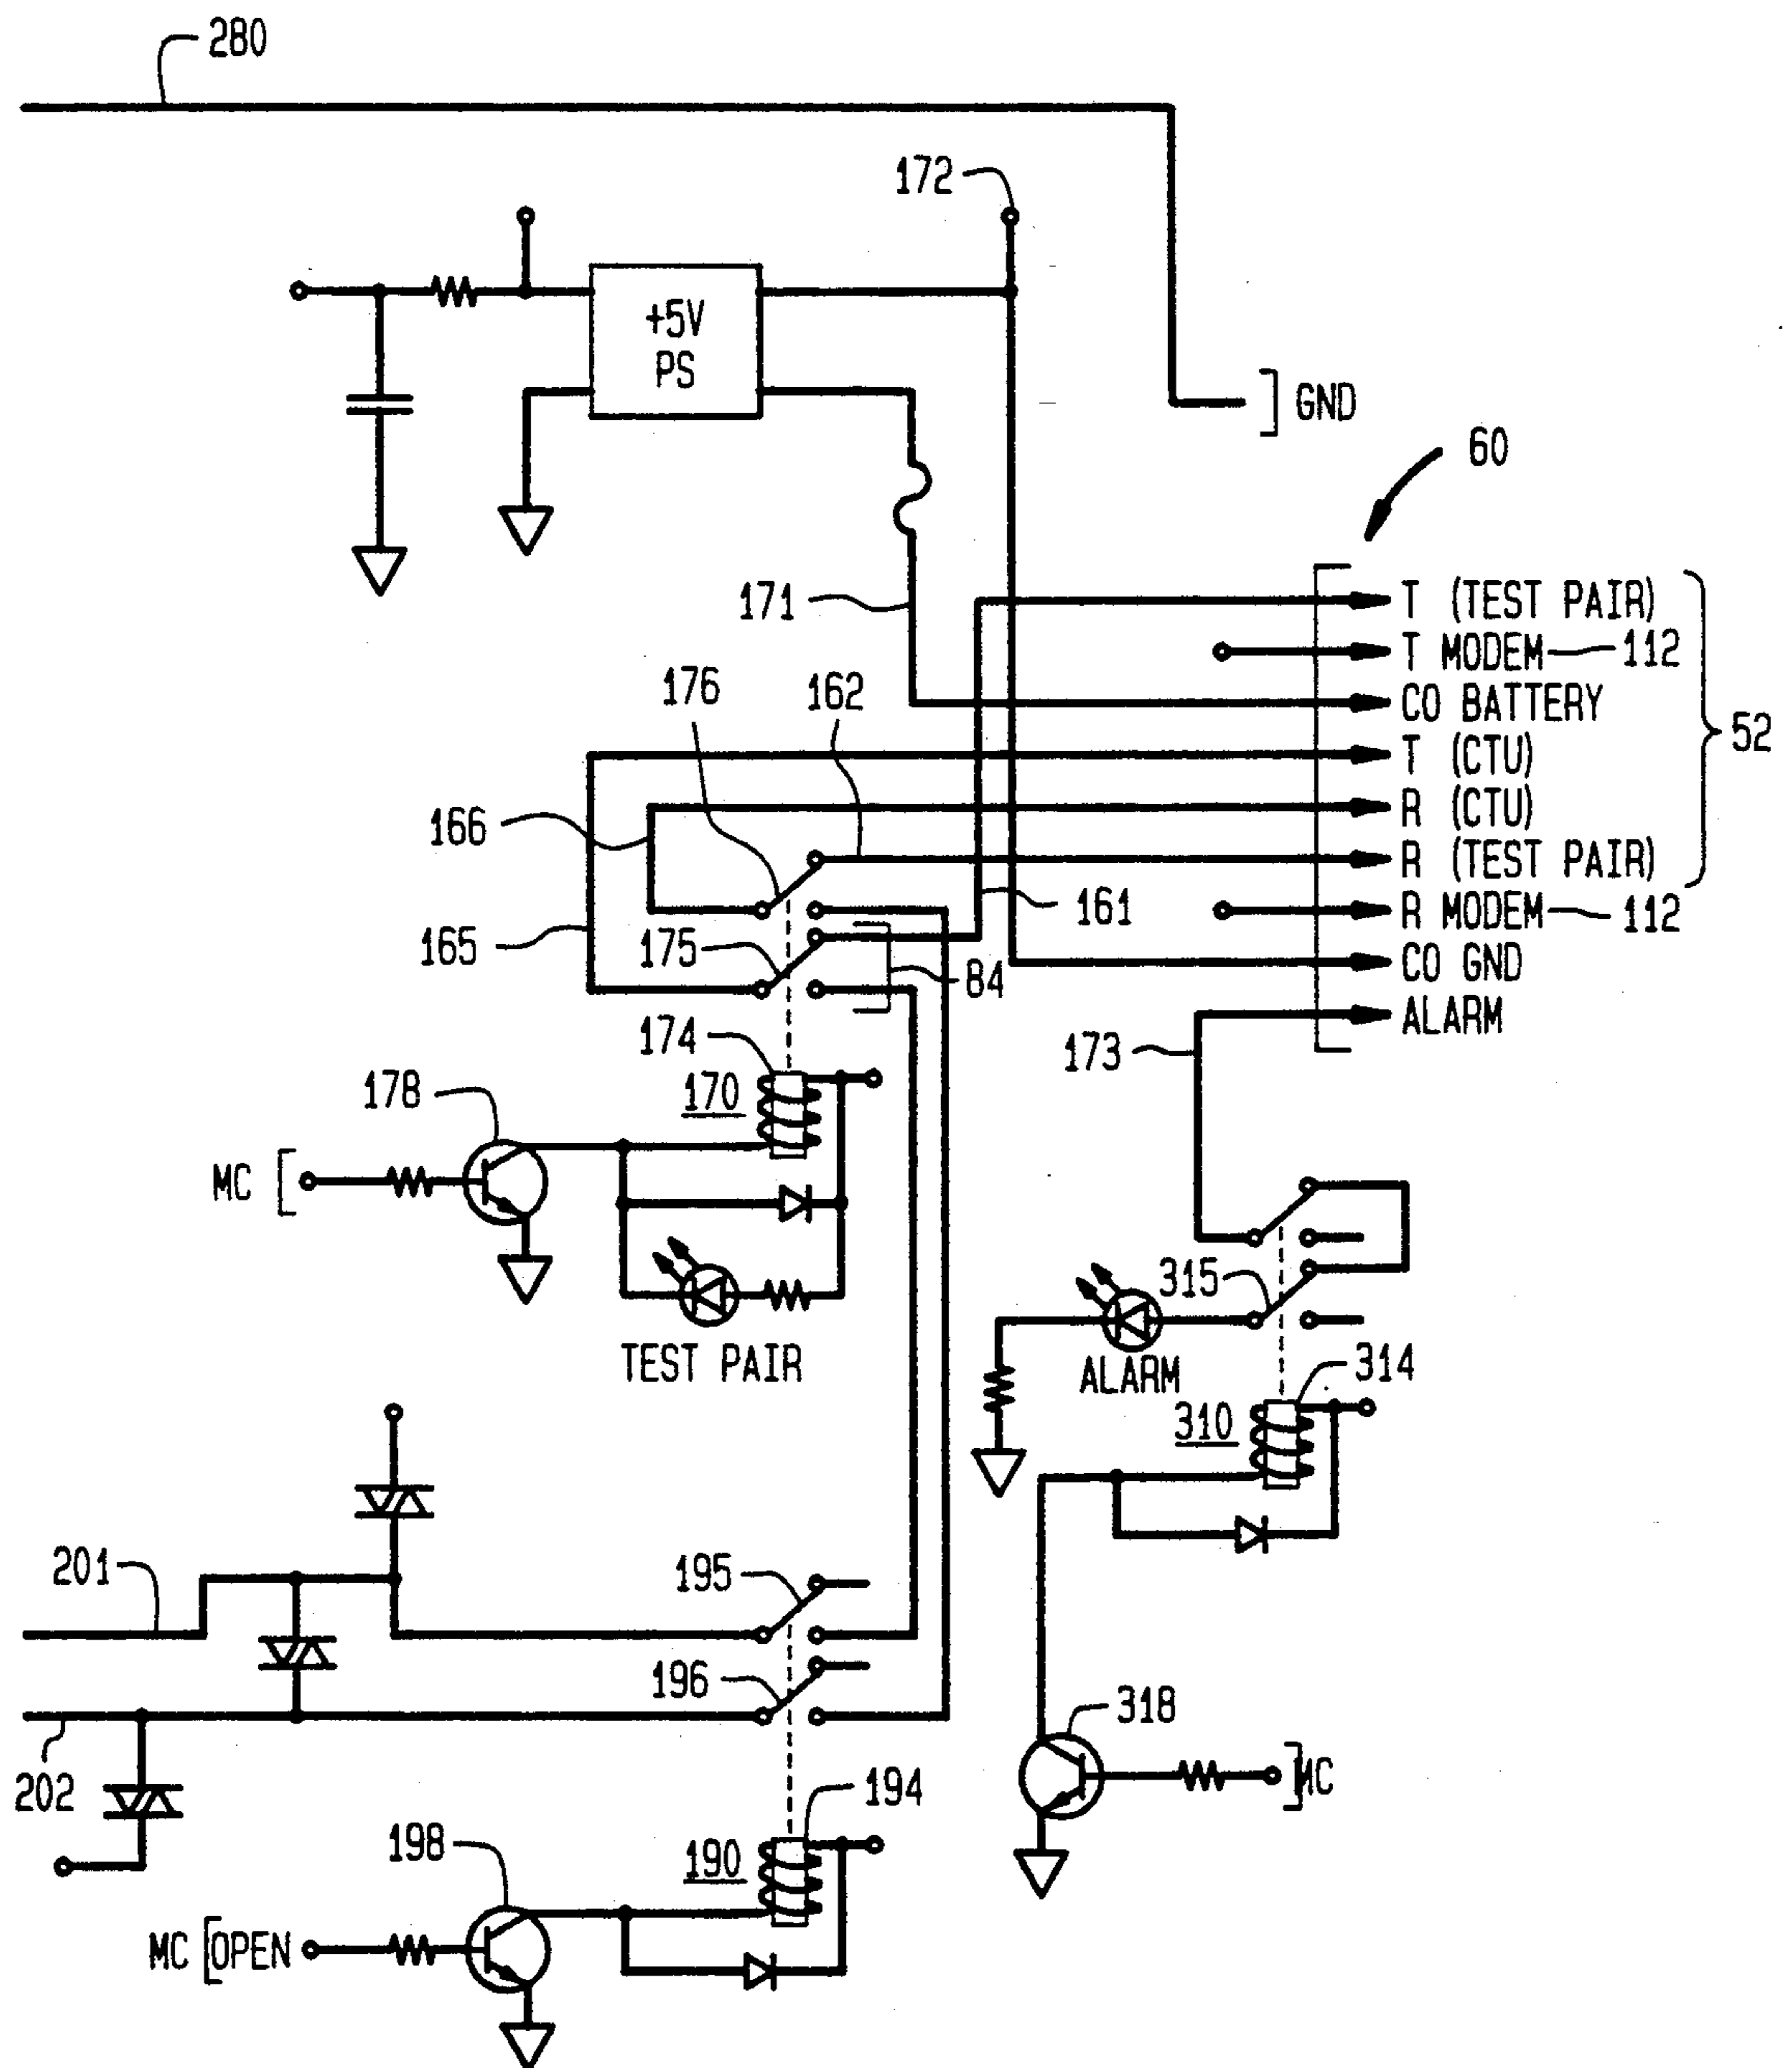 280
172
+5V
PS
GND
60
171
T (TEST PAIR)
T MODEM 112
176
162
CO BATTERY
52
T (CTU)
166
R (CTU)
R (TEST PAIR)
161
R MODEM 112
165
175
84
CO GND
174
173
ALARM
178
170
MC
315
TEST PAIR
ALARM
314
310
201
195
196
318
202
194
MC
198
190
MC OPEN